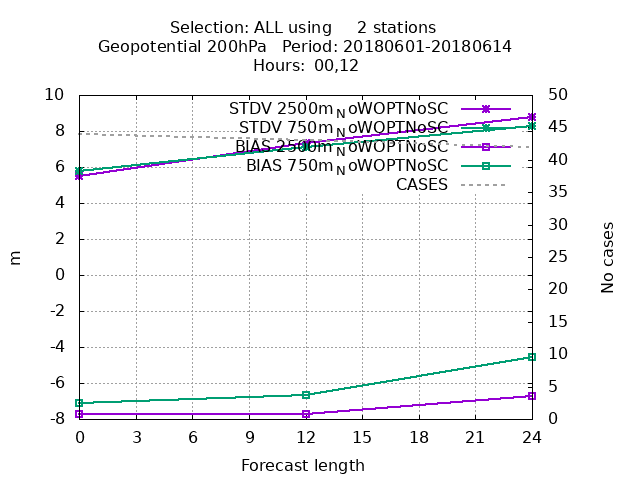 Selection: ALL using 2 stations
Geopotential 200hPa Period: 20180601-20180614
Hours: 00,12
10
8
6
4
2
0
-2
-4
-6
-8
m
STDV 2500m_NoWOPTNoSC
STDV 750m_NoWOPTNoSC
BIAS 2500m_NoWOPTNoSC
BIAS 750m_NoWOPTNoSC
CASES
50
45
40
35
30
25
20
15
10
5
0
No cases
0 3 6 9 12 15 18 21 24
Forecast length